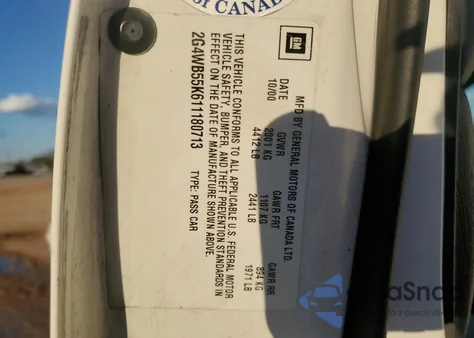 of CANAD
GM
MFD BY GENERAL MOTORS OF CANADA LTD.
DATE GVWR GAWR FRT GAWR RR
10/00 2001 KG 1107 KG 894 KG
4412 LB 2441 LB 1971 LB
THIS VEHICLE CONFORMS TO ALL APPLICABLE U.S. FEDERAL MOTOR
VEHICLE SAFETY, BUMPER, AND THEFT PREVENTION STANDARDS IN
EFFECT ON THE DATE OF MANUFACTURE SHOWN ABOVE.
2G4WB55K611180713 TYPE: PASS CAR